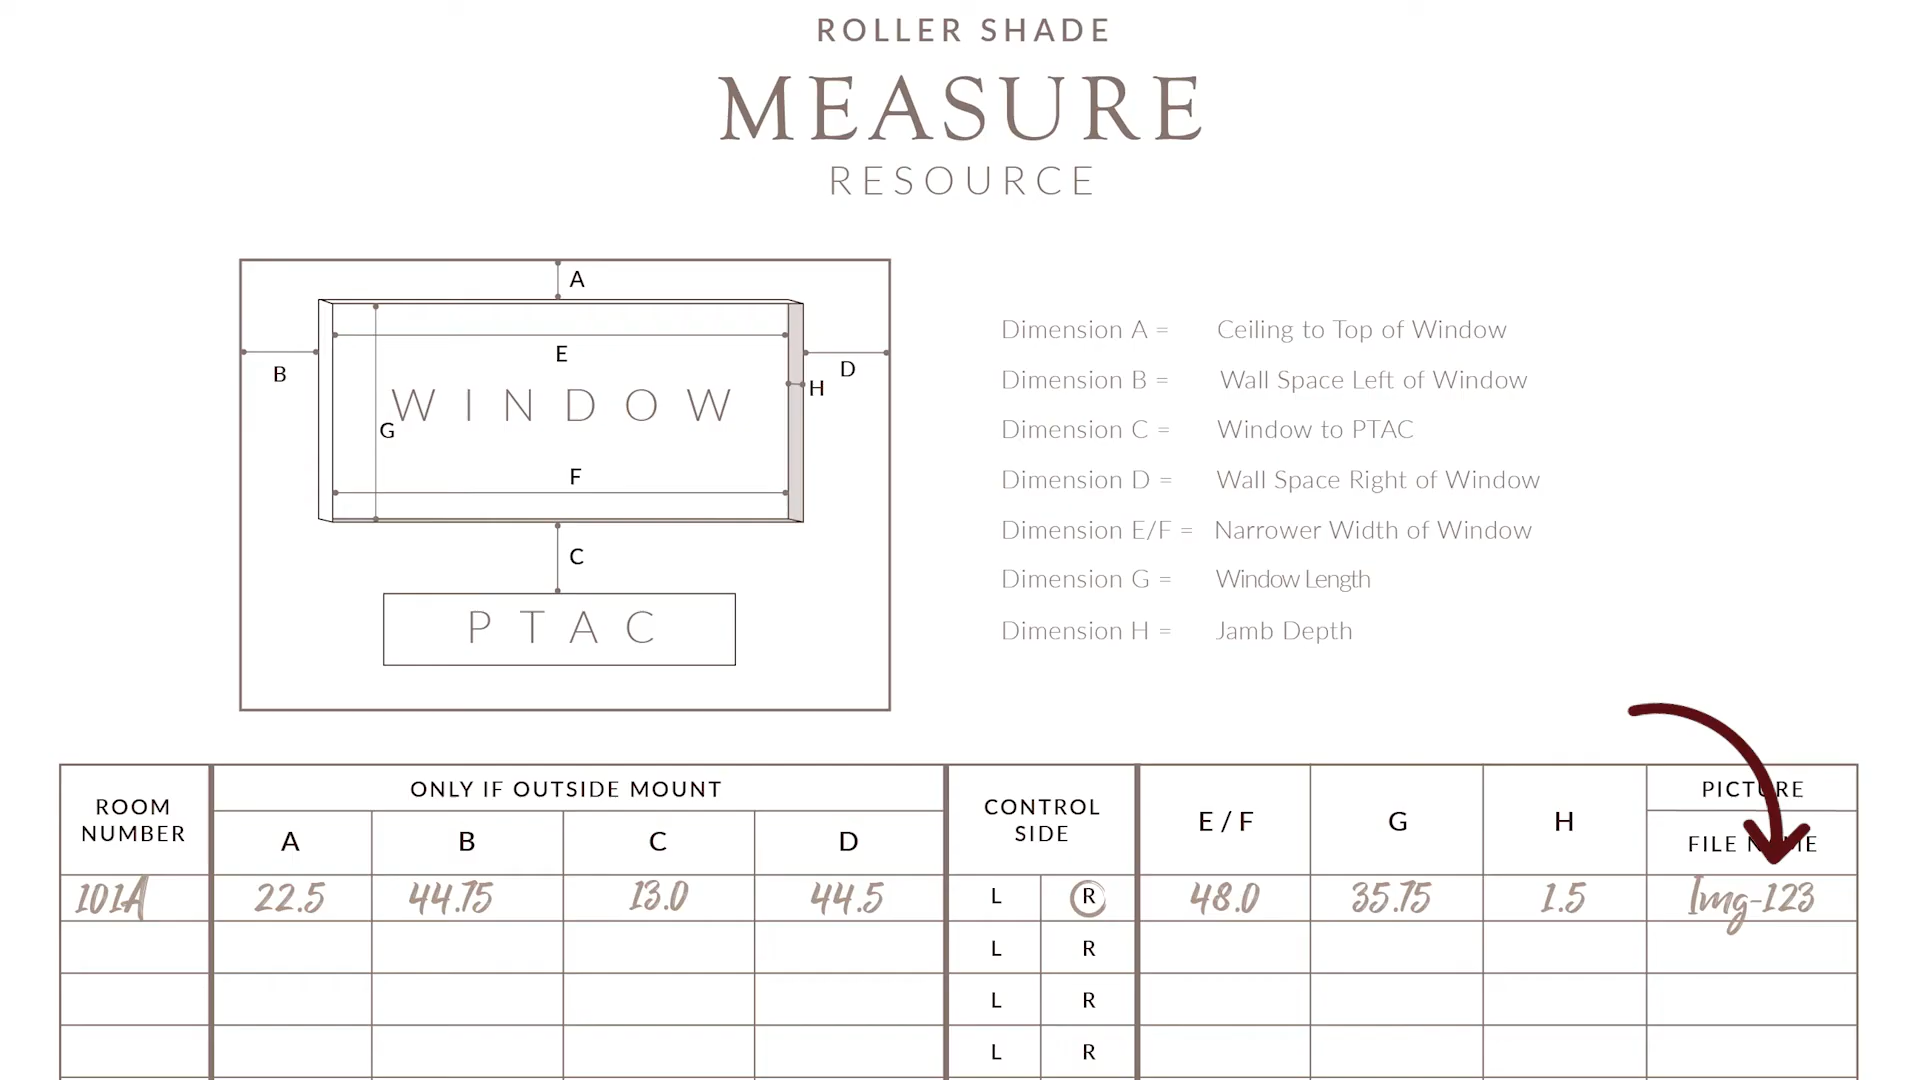 ROLLER SHADE
MEASURE
RESOURCE
A
B
E
D
H
WINDOW
G
F
C
PTAC
Dimension A = Ceiling to Top of Window
Dimension B = Wall Space Left of Window
Dimension C = Window to PTAC
Dimension D = Wall Space Right of Window
Dimension E/F = Narrower Width of Window
Dimension G = Window Length
Dimension H = Jamb Depth
ROOM NUMBER
ONLY IF OUTSIDE MOUNT
A B C D
CONTROL SIDE
E / F
G
H
PICTURE
FILE NAME
101A 22.5 44.75 13.0 44.5 L R 48.0 35.75 1.5 Img-123
L R
L R
L R